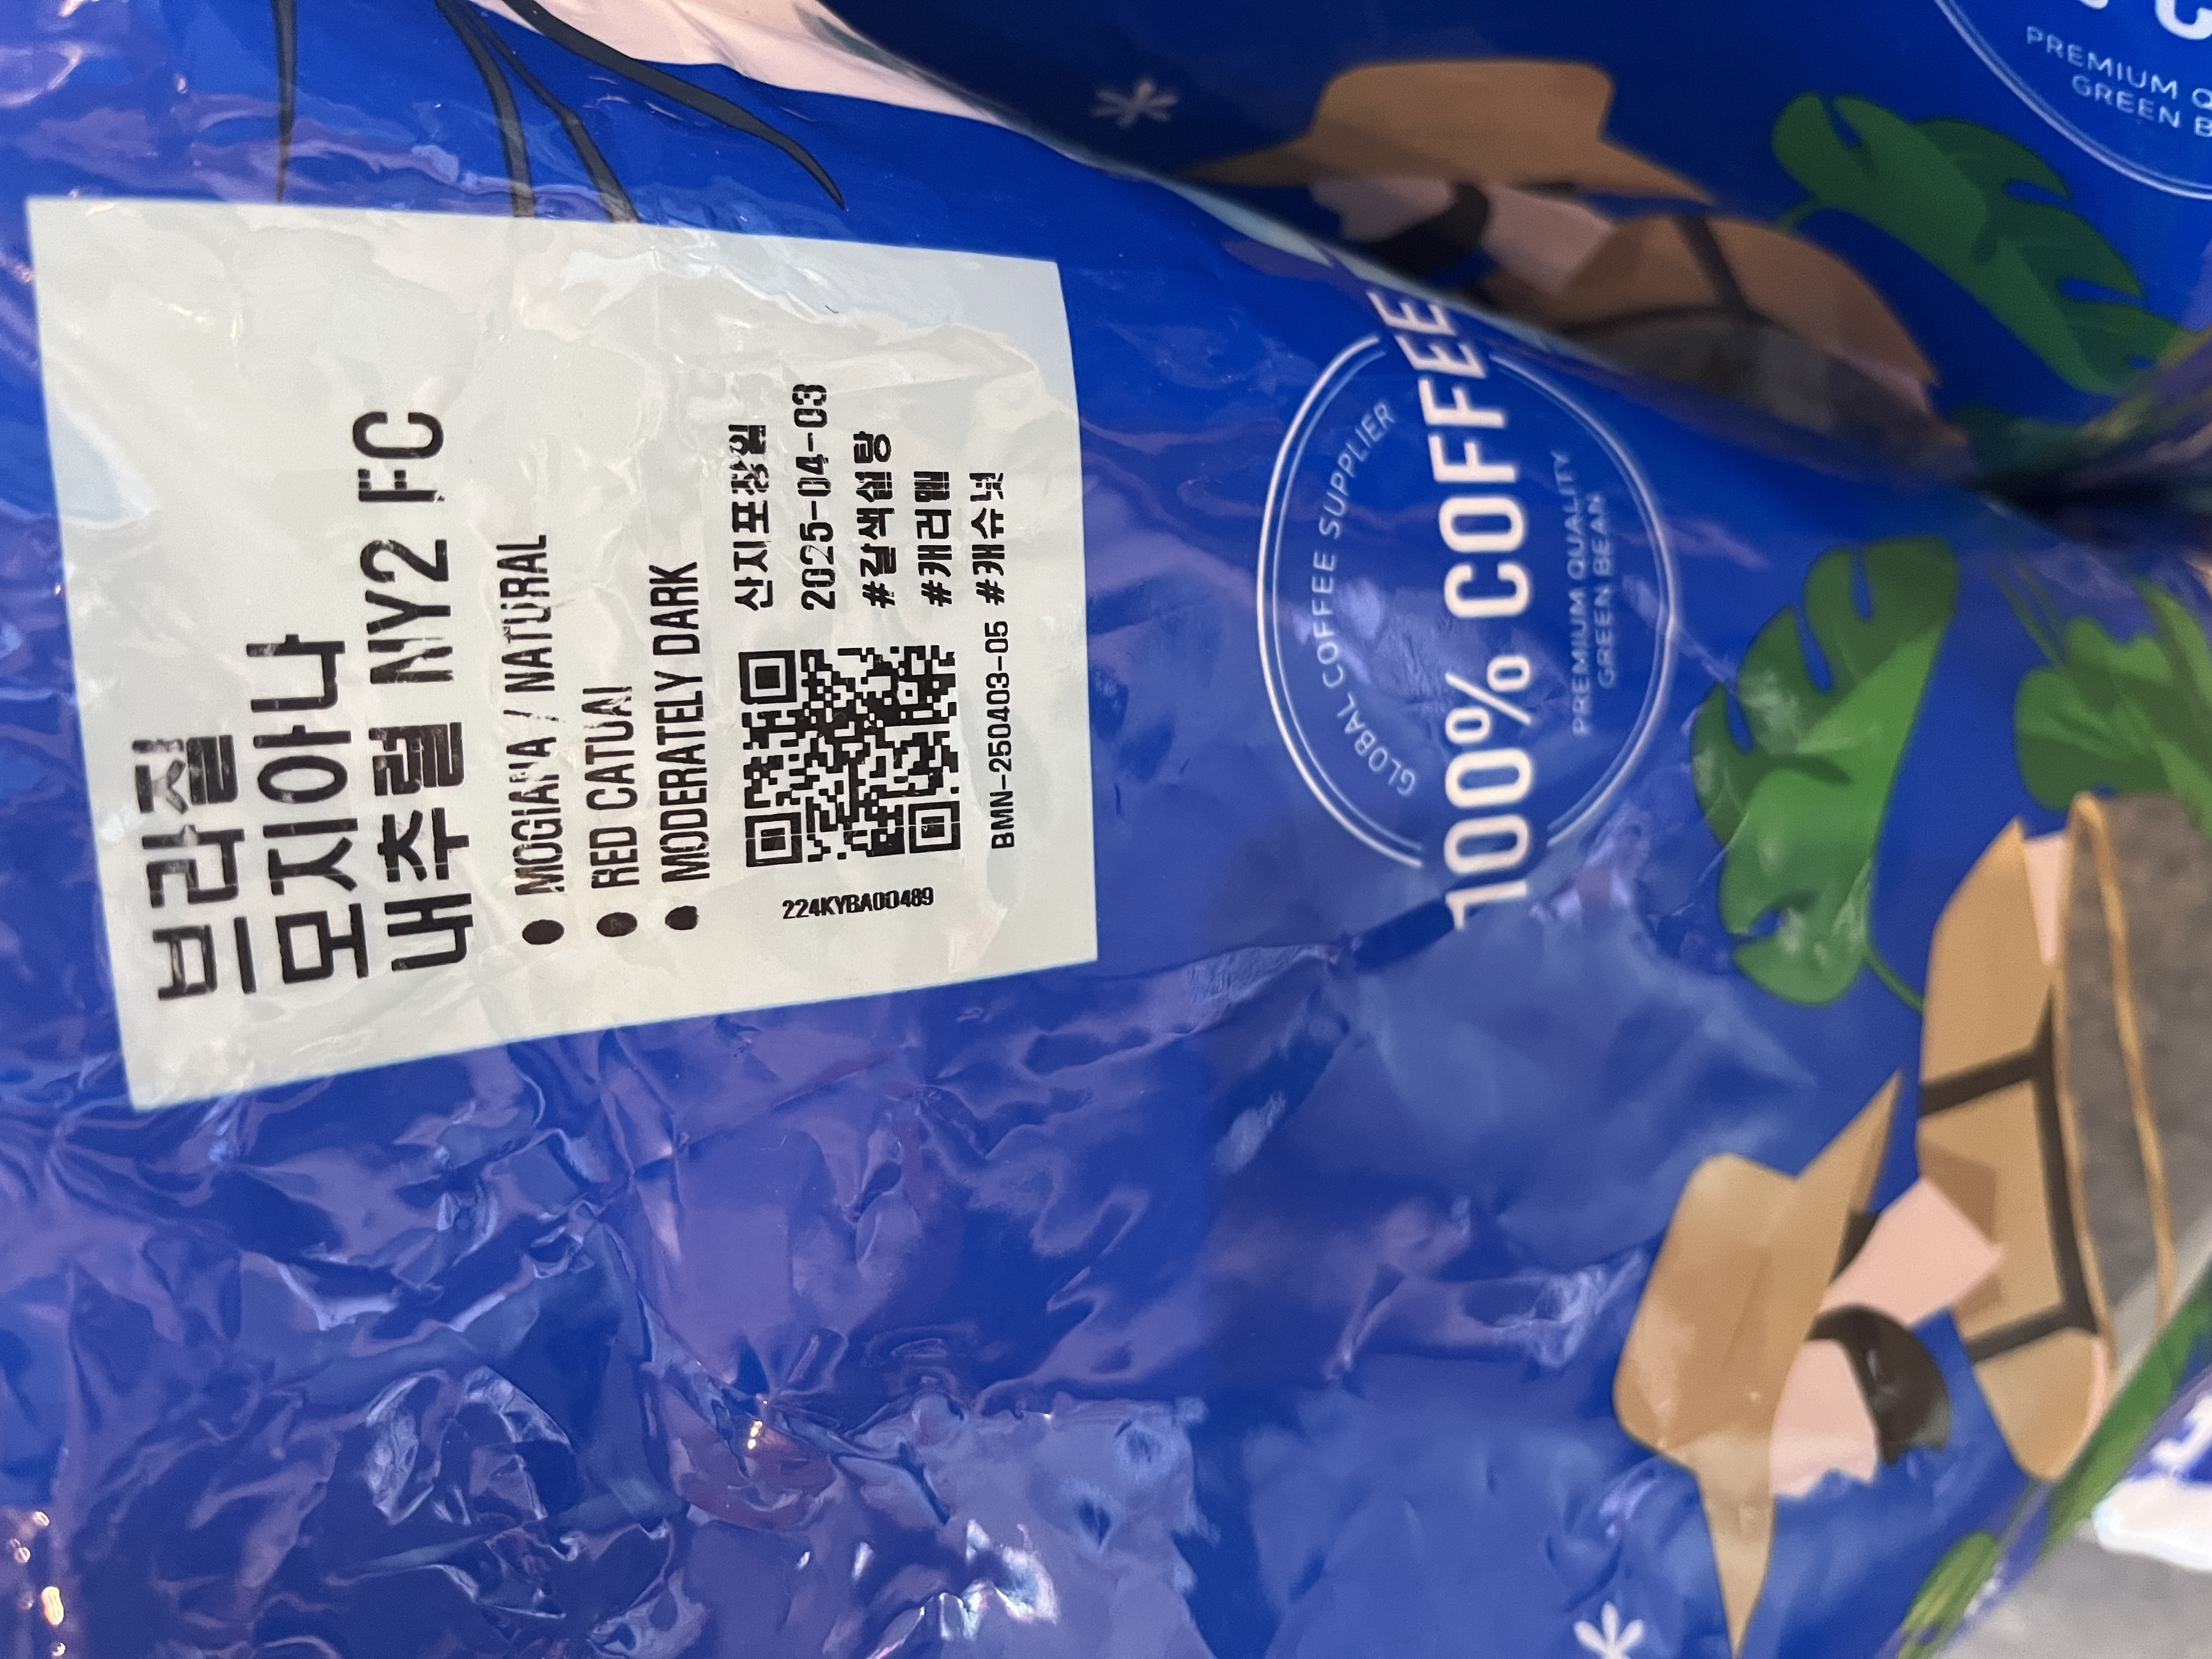 브라질
모지아나
내추럴 NY2 FC
● MOGIANA / NATURAL
● RED CATUAI
● MODERATELY DARK
산지포장일
2025-04-03
#갈색설탕
#캐러멜
#캐슈넛
BMN-250403-05
224KYBA00489
GLOBAL COFFEE SUPPLIER
100% COFFEE
PREMIUM QUALITY
GREEN BEAN
PREMIUM
GREEN